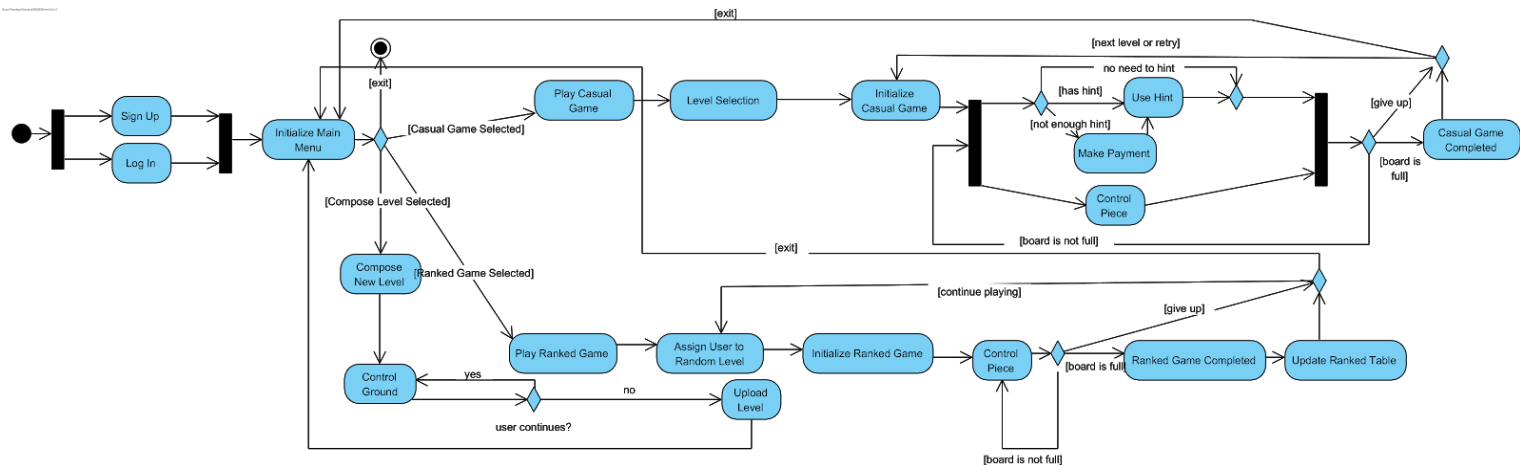 [exit]
[next level or retry]
no need to hint
[exit]
Play Casual
Game
Level Selection
Initialize
Casual Game
[has hint]
Use Hint
[give up]
Sign Up
[Casual Game Selected]
[not enough hint]
Initialize Main
Menu
Casual Game
Completed
Log In
Make Payment
[board is
full]
[Compose Level Selected]
Control
Piece
[board is not full]
[exit]
Compose
New Level
[Ranked Game Selected]
[continue playing]
[give up]
Play Ranked Game
Assign User to
Random Level
Initialize Ranked Game
Control
Piece
[board is full]
Ranked Game Completed
Update Ranked Table
Control
Ground
yes
no
Upload
Level
user continues?
[board is not full]